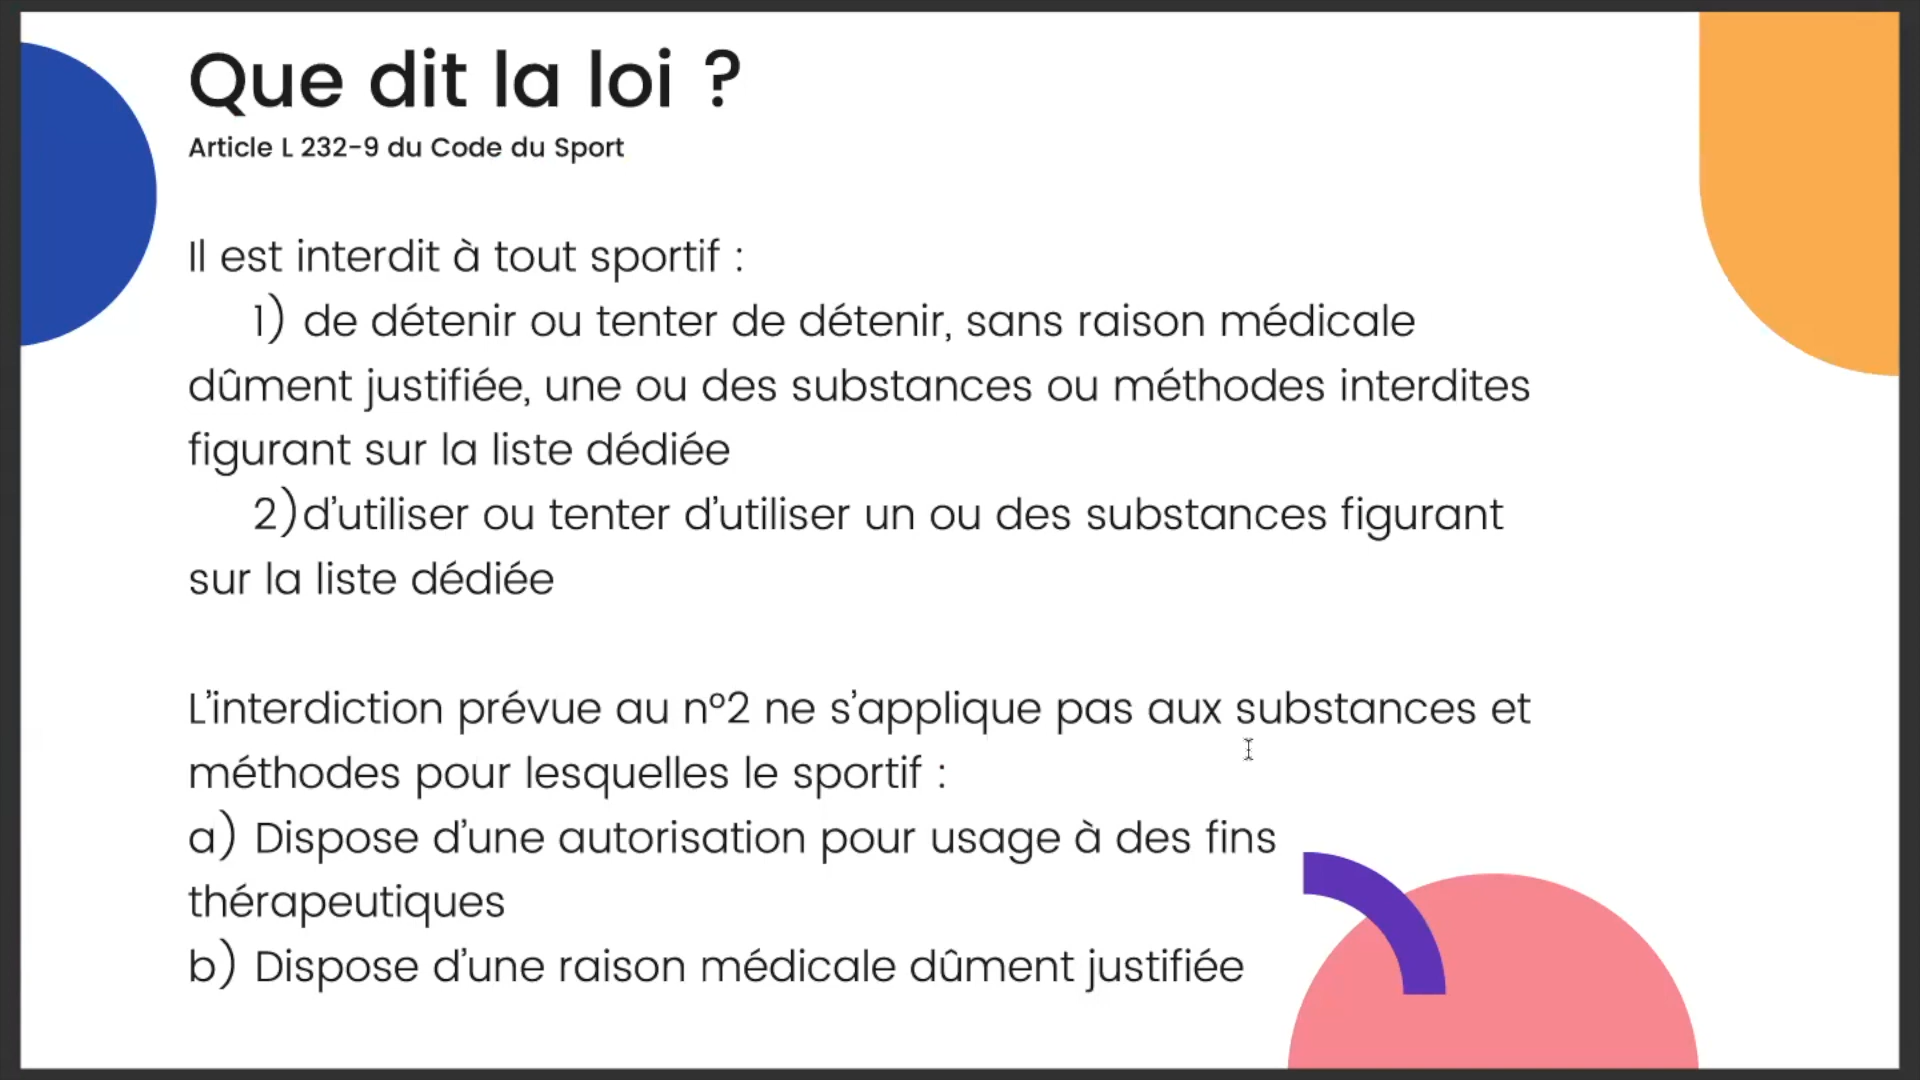 Que dit la loi ?
Article L 232-9 du Code du Sport
Il est interdit à tout sportif :
1) de détenir ou tenter de détenir, sans raison médicale
dûment justifiée, une ou des substances ou méthodes interdites
figurant sur la liste dédiée
2)d’utiliser ou tenter d’utiliser un ou des substances figurant
sur la liste dédiée
L’interdiction prévue au n°2 ne s’applique pas aux substances et
méthodes pour lesquelles le sportif :
a) Dispose d’une autorisation pour usage à des fins
thérapeutiques
b) Dispose d’une raison médicale dûment justifiée